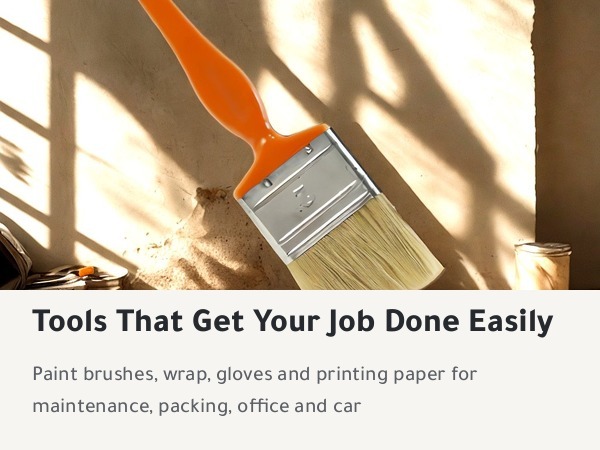 3
Tools That Get Your Job Done Easily
Paint brushes, wrap, gloves and printing paper for
maintenance, packing, office and car